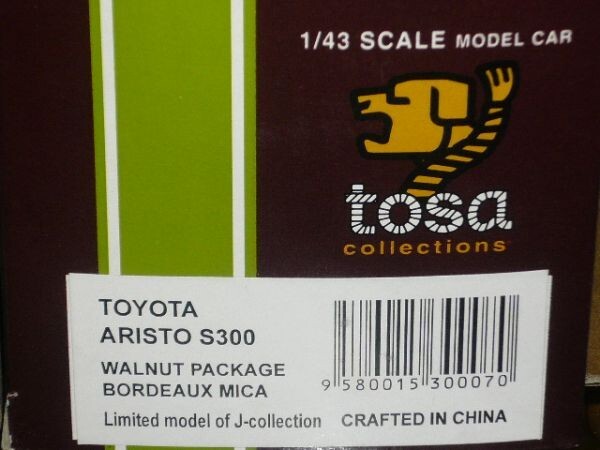 1/43 SCALE MODEL CAR
tosa
collections
TOYOTA
ARISTO S300
WALNUT PACKAGE
BORDEAUX MICA
9 580015 300070
Limited model of J-collection CRAFTED IN CHINA